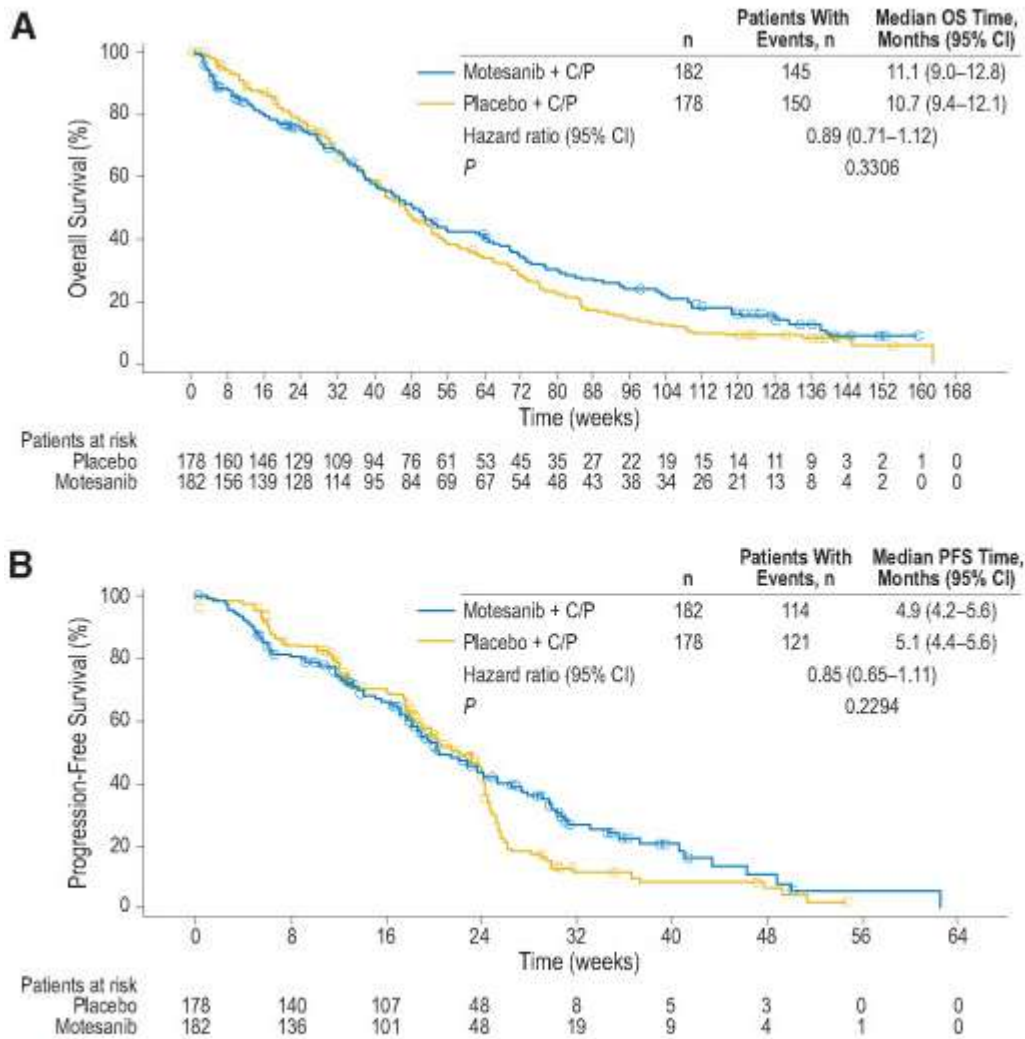 A
Patients With Median OS Time,
n Events, n Months (95% CI)
Motesanib + C/P 182 145 11.1 (9.0–12.8)
Placebo + C/P 178 150 10.7 (9.4–12.1)
Hazard ratio (95% CI) 0.89 (0.71–1.12)
P 0.3306
Overall Survival (%)
100
80
60
40
20
0
0 8 16 24 32 40 48 56 64 72 80 88 96 104 112 120 128 136 144 152 160 168
Time (weeks)
Patients at risk
Placebo 178 160 146 129 109 94 76 61 53 45 35 27 22 19 15 14 11 9 3 2 1 0
Motesanib 182 156 139 128 114 95 84 69 67 54 48 43 38 34 26 21 13 8 4 2 0 0
B
Patients With Median PFS Time,
n Events, n Months (95% CI)
Motesanib + C/P 182 114 4.9 (4.2–5.6)
Placebo + C/P 178 121 5.1 (4.4–5.6)
Hazard ratio (95% CI) 0.85 (0.65–1.11)
P 0.2294
Progression-Free Survival (%)
100
80
60
40
20
0
0 8 16 24 32 40 48 56 64
Time (weeks)
Patients at risk
Placebo 178 140 107 48 8 5 3 0 0
Motesanib 182 136 101 48 19 9 4 1 0